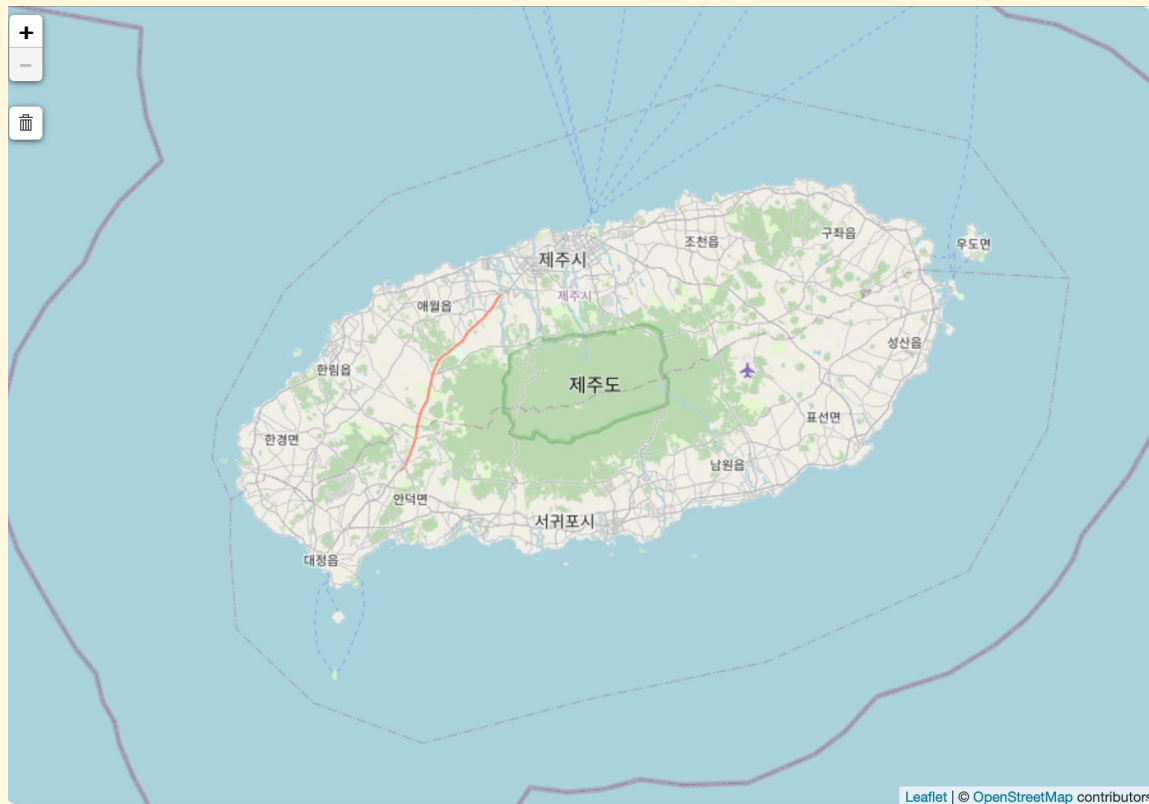 +
−
제주시
조천읍
구좌읍
우도면
제주시
애월읍
한림읍
제주도
성산읍
한경면
표선면
남원읍
안덕면
서귀포시
대정읍
Leaflet | © OpenStreetMap contributors